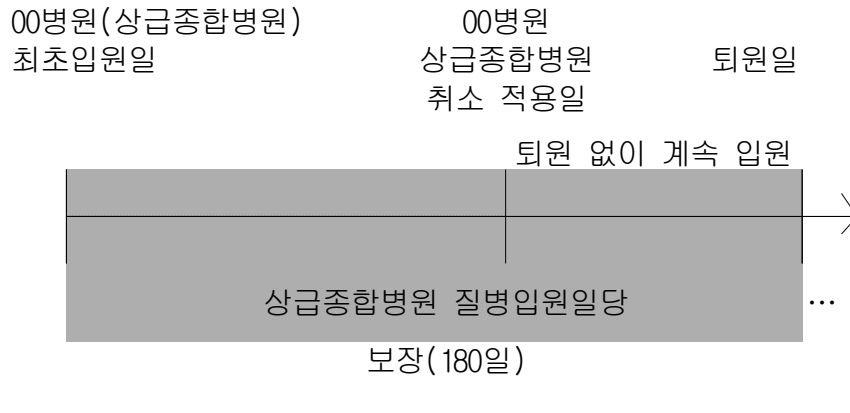 00병원(상급종합병원)
최초입원일
00병원
상급종합병원
취소 적용일
퇴원일
퇴원 없이 계속 입원
상급종합병원 질병입원일당
…
보장(180일)